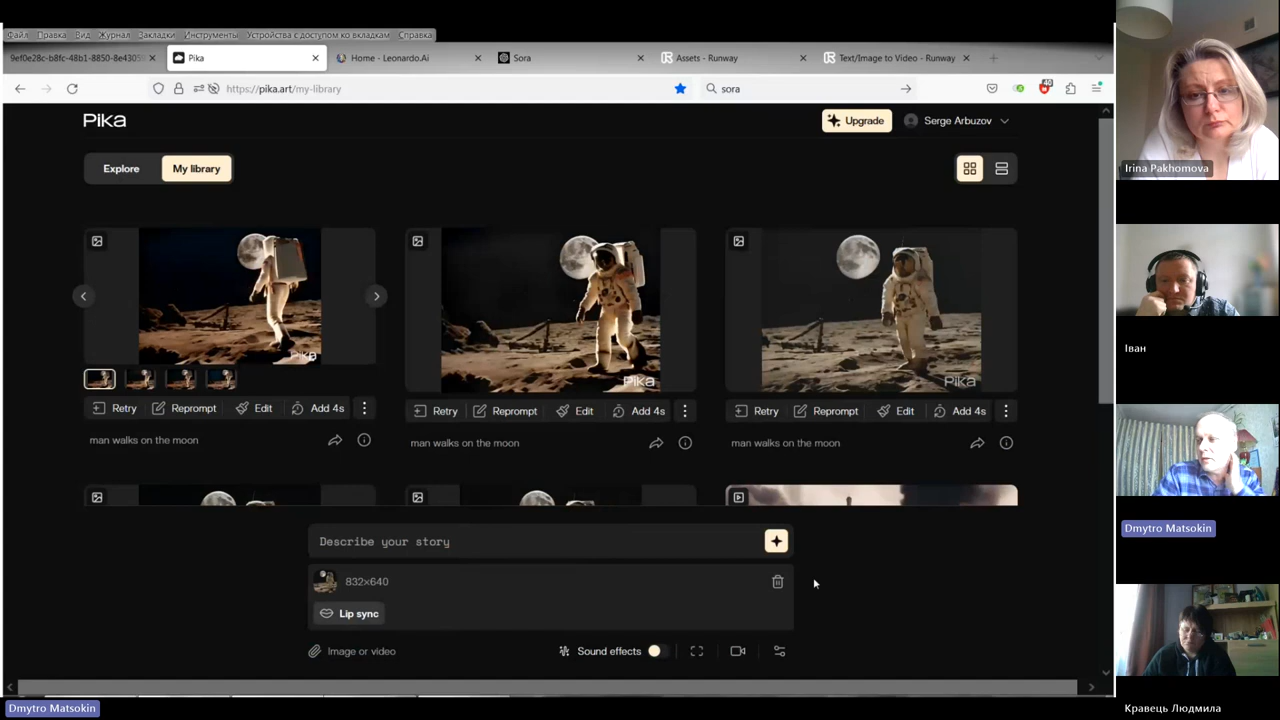 Файл Правка Вид Журнал Закладки Инструменты Устройства с доступом ко вкладкам Справка
Pika Home - Leonardo.Ai Sora Assets - Runway Text/Image to Video - Runway
https://pika.art/my-library sora
Pika Upgrade Serge Arbuzov
Explore My library
Irina Pakhomova
Pika Pika Pika
Retry Reprompt Edit Add 4s Retry Reprompt Edit Add 4s Retry Reprompt Edit Add 4s
man walks on the moon man walks on the moon man walks on the moon
Іван
Describe your story
832×640
Lip sync
Image or video Sound effects
Dmytro Matsokin
Dmytro Matsokin
Кравець Людмила